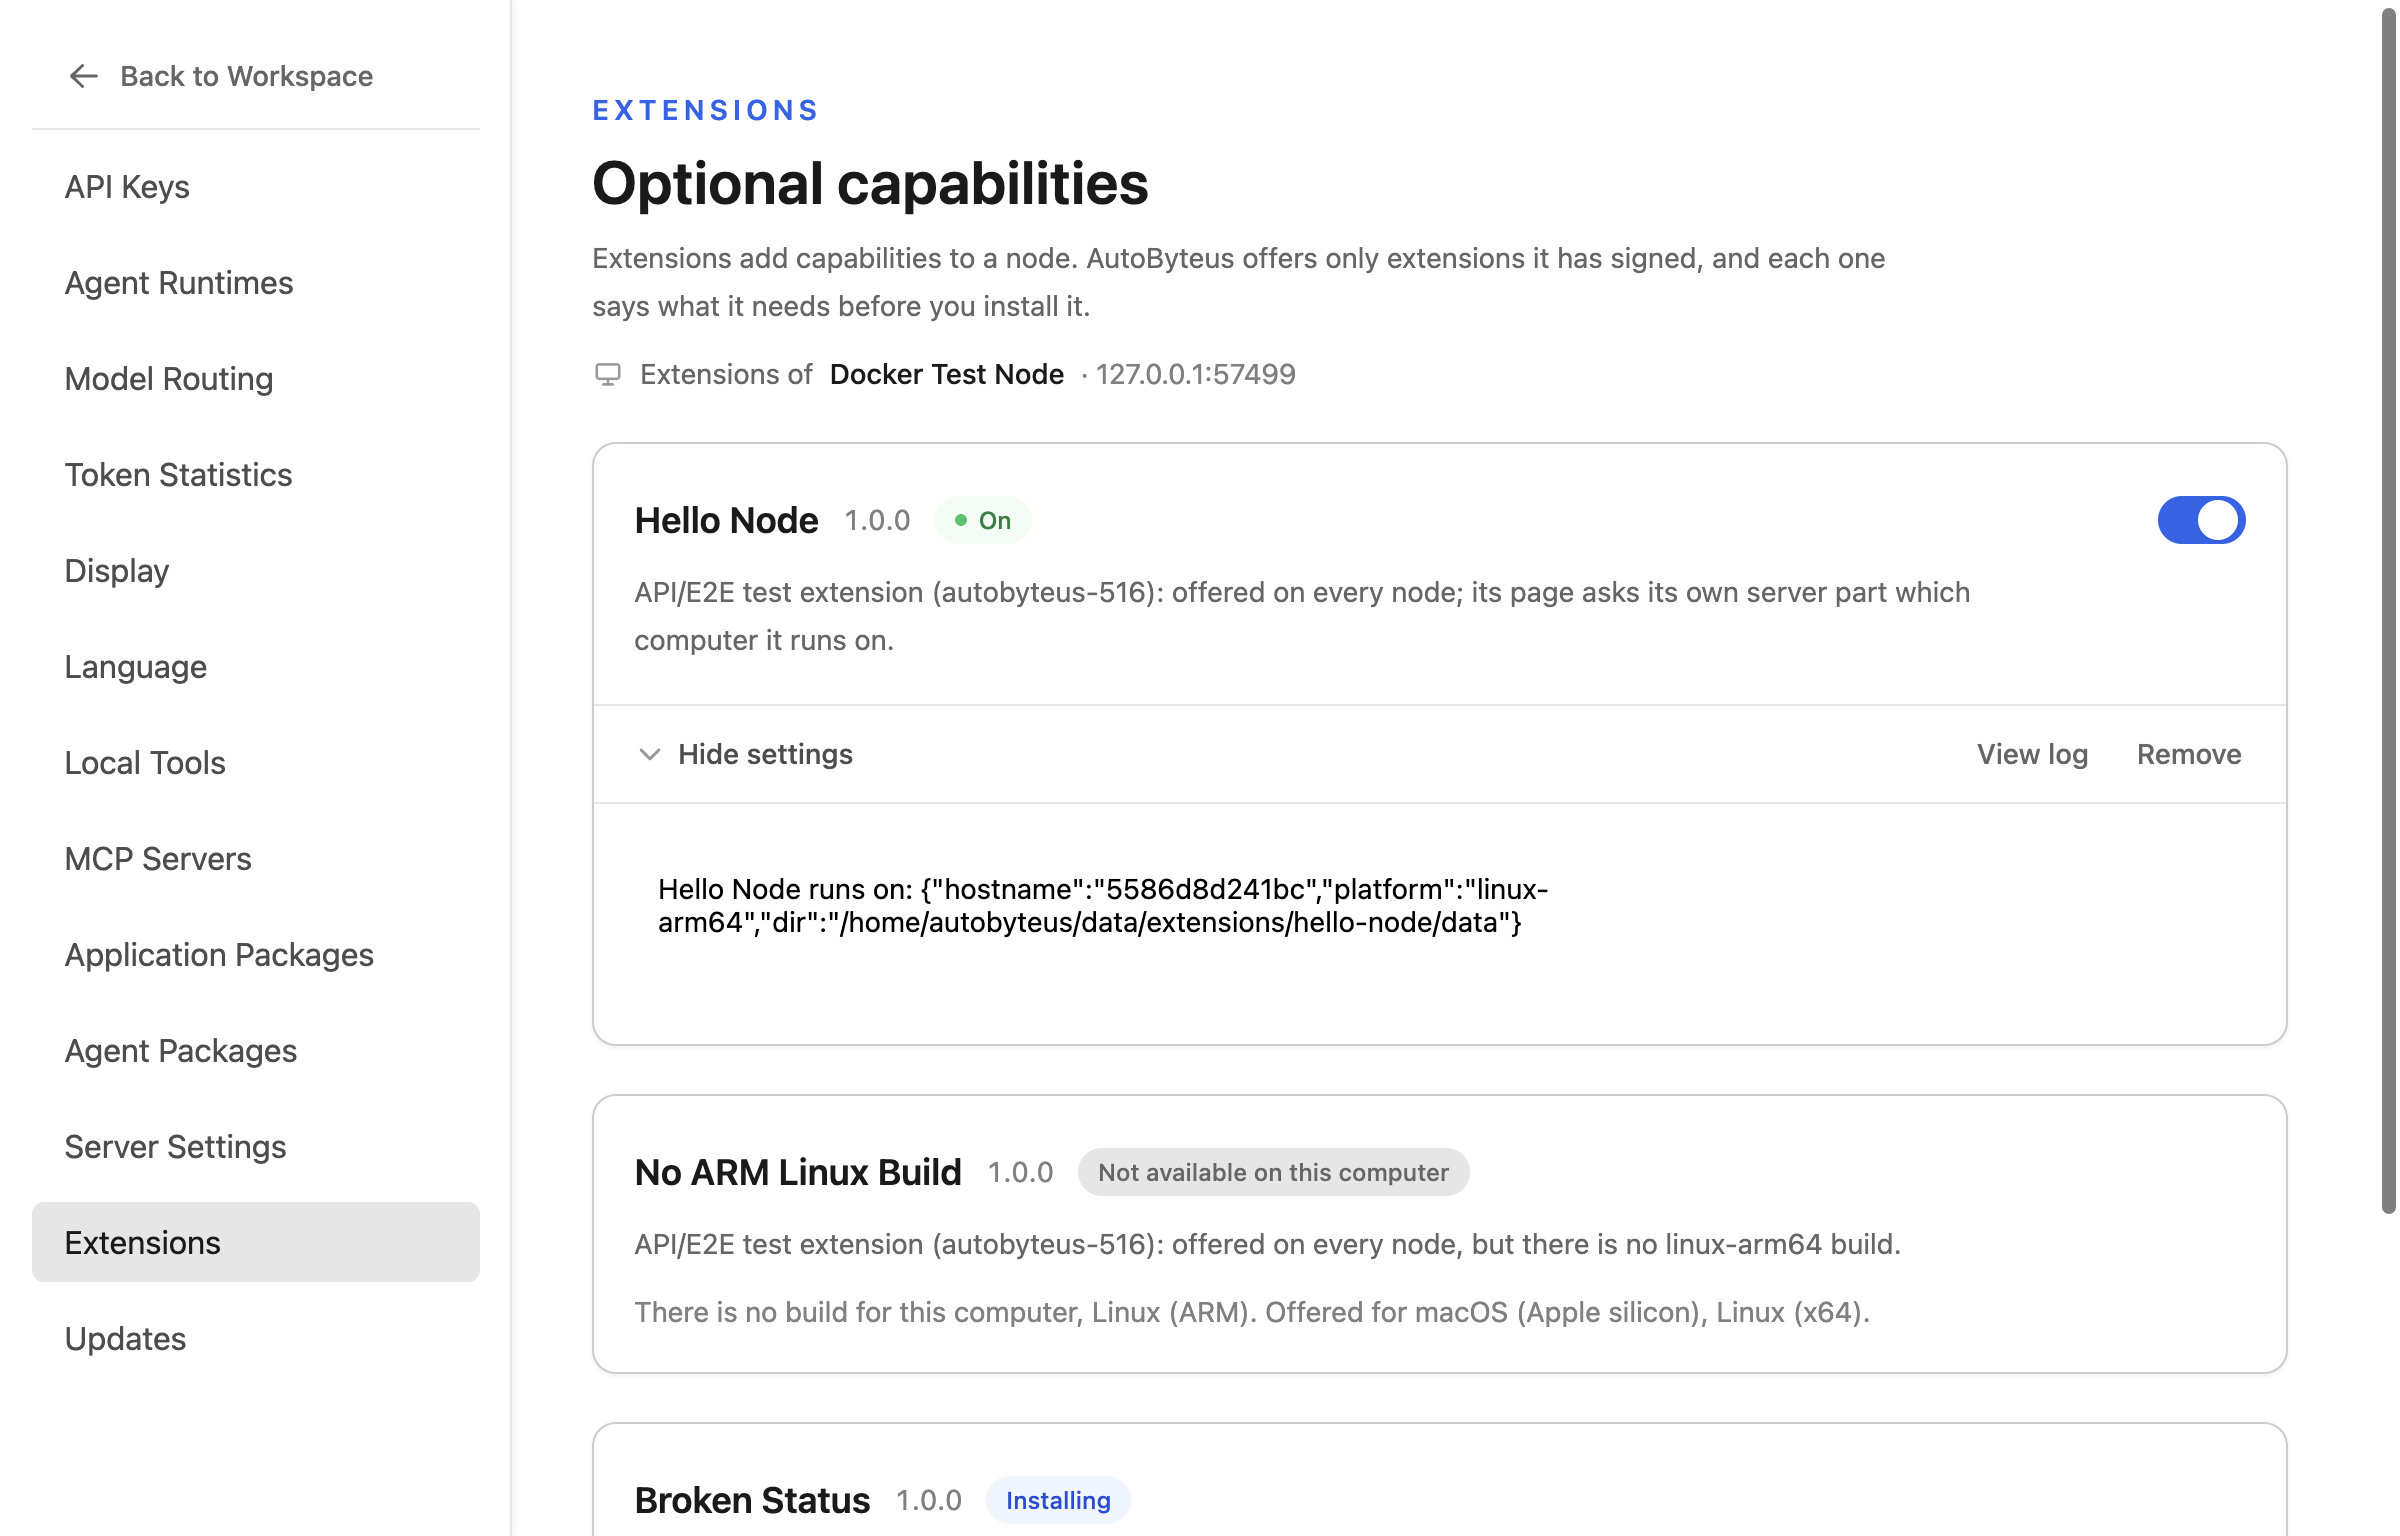 Back to Workspace
API Keys
Agent Runtimes
Model Routing
Token Statistics
Display
Language
Local Tools
MCP Servers
Application Packages
Agent Packages
Server Settings
Extensions
Updates
EXTENSIONS
Optional capabilities
Extensions add capabilities to a node. AutoByteus offers only extensions it has signed, and each one
says what it needs before you install it.
Extensions of Docker Test Node · 127.0.0.1:57499
Hello Node 1.0.0 On
API/E2E test extension (autobyteus-516): offered on every node; its page asks its own server part which
computer it runs on.
Hide settings View log Remove
Hello Node runs on: {"hostname":"5586d8d241bc","platform":"linux-
arm64","dir":"/home/autobyteus/data/extensions/hello-node/data"}
No ARM Linux Build 1.0.0 Not available on this computer
API/E2E test extension (autobyteus-516): offered on every node, but there is no linux-arm64 build.
There is no build for this computer, Linux (ARM). Offered for macOS (Apple silicon), Linux (x64).
Broken Status 1.0.0 Installing